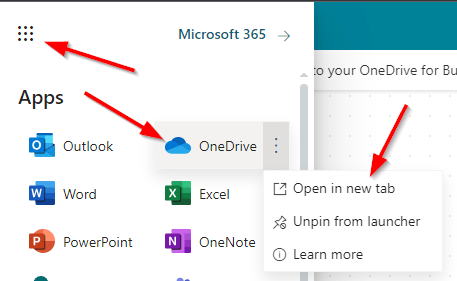 Microsoft 365
to your OneDrive for Bu
Apps
Outlook
OneDrive
Word
Excel
PowerPoint
OneNote
Open in new tab
Unpin from launcher
Learn more